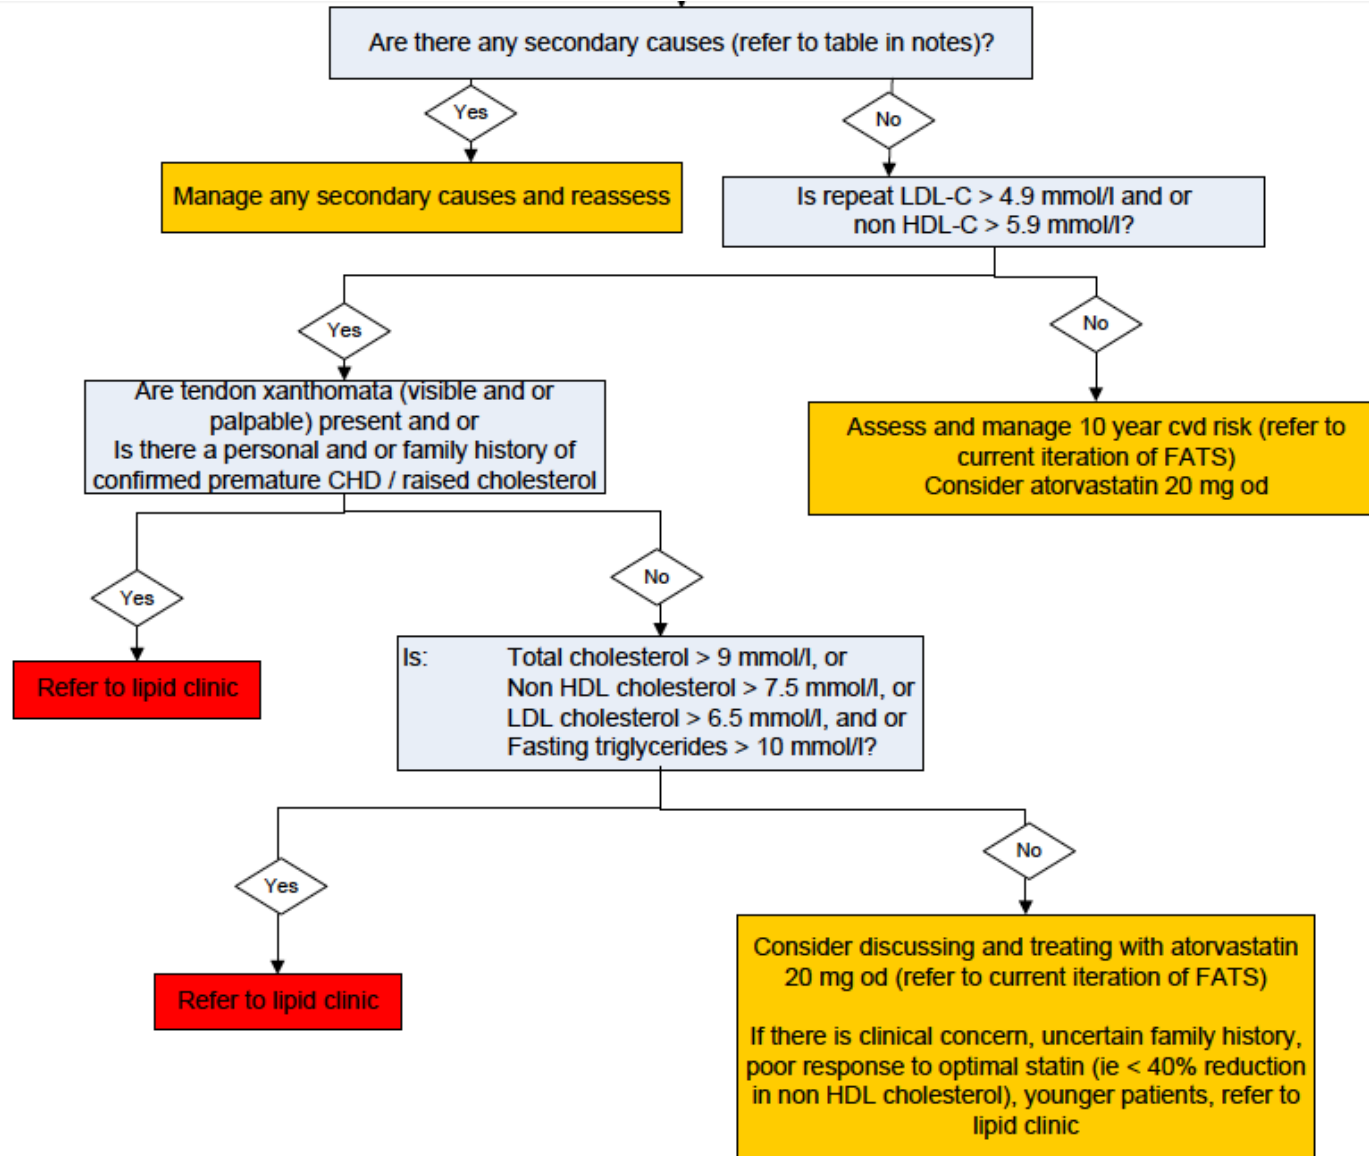 Are there any secondary causes (refer to table in notes)?
Yes
No
Manage any secondary causes and reassess
Is repeat LDL-C > 4.9 mmol/l and or
non HDL-C > 5.9 mmol/l?
Yes
No
Are tendon xanthomata (visible and or
palpable) present and or
Is there a personal and or family history of
confirmed premature CHD / raised cholesterol
Assess and manage 10 year cvd risk (refer to
current iteration of FATS)
Consider atorvastatin 20 mg od
Yes
No
Refer to lipid clinic
Is: Total cholesterol > 9 mmol/l, or
Non HDL cholesterol > 7.5 mmol/l, or
LDL cholesterol > 6.5 mmol/l, and or
Fasting triglycerides > 10 mmol/l?
Yes
No
Refer to lipid clinic
Consider discussing and treating with atorvastatin
20 mg od (refer to current iteration of FATS)
If there is clinical concern, uncertain family history,
poor response to optimal statin (ie < 40% reduction
in non HDL cholesterol), younger patients, refer to
lipid clinic